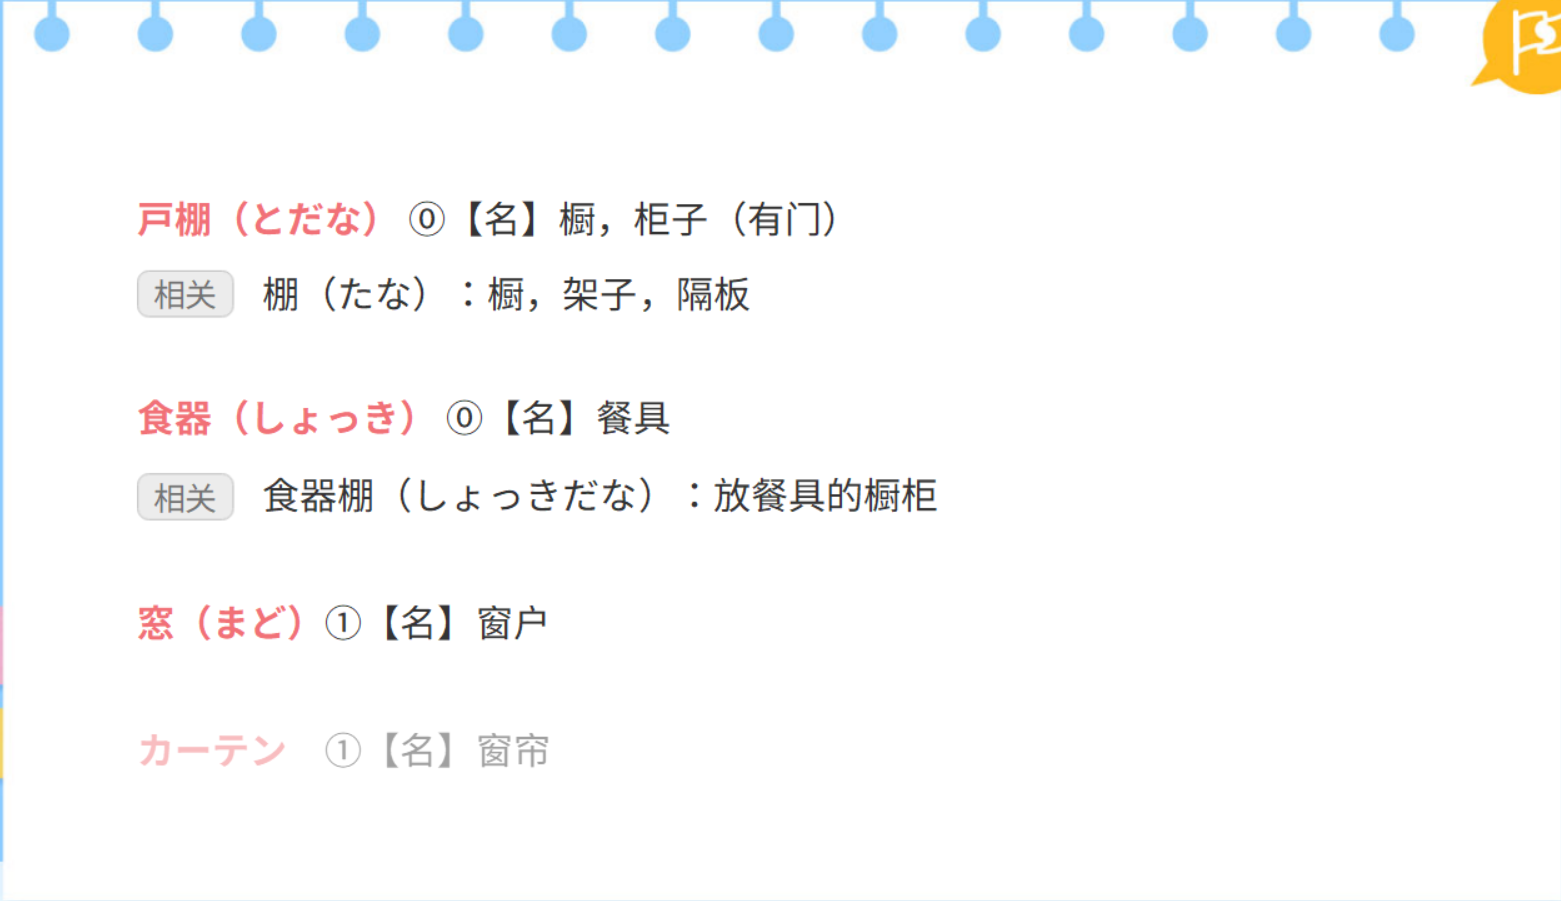 戸棚（とだな） ⓪【名】橱，柜子（有门）
相关 棚（たな）：橱，架子，隔板
食器（しょっき） ⓪【名】餐具
相关 食器棚（しょっきだな）：放餐具的橱柜
窓（まど）①【名】窗户
カーテン ①【名】窗帘